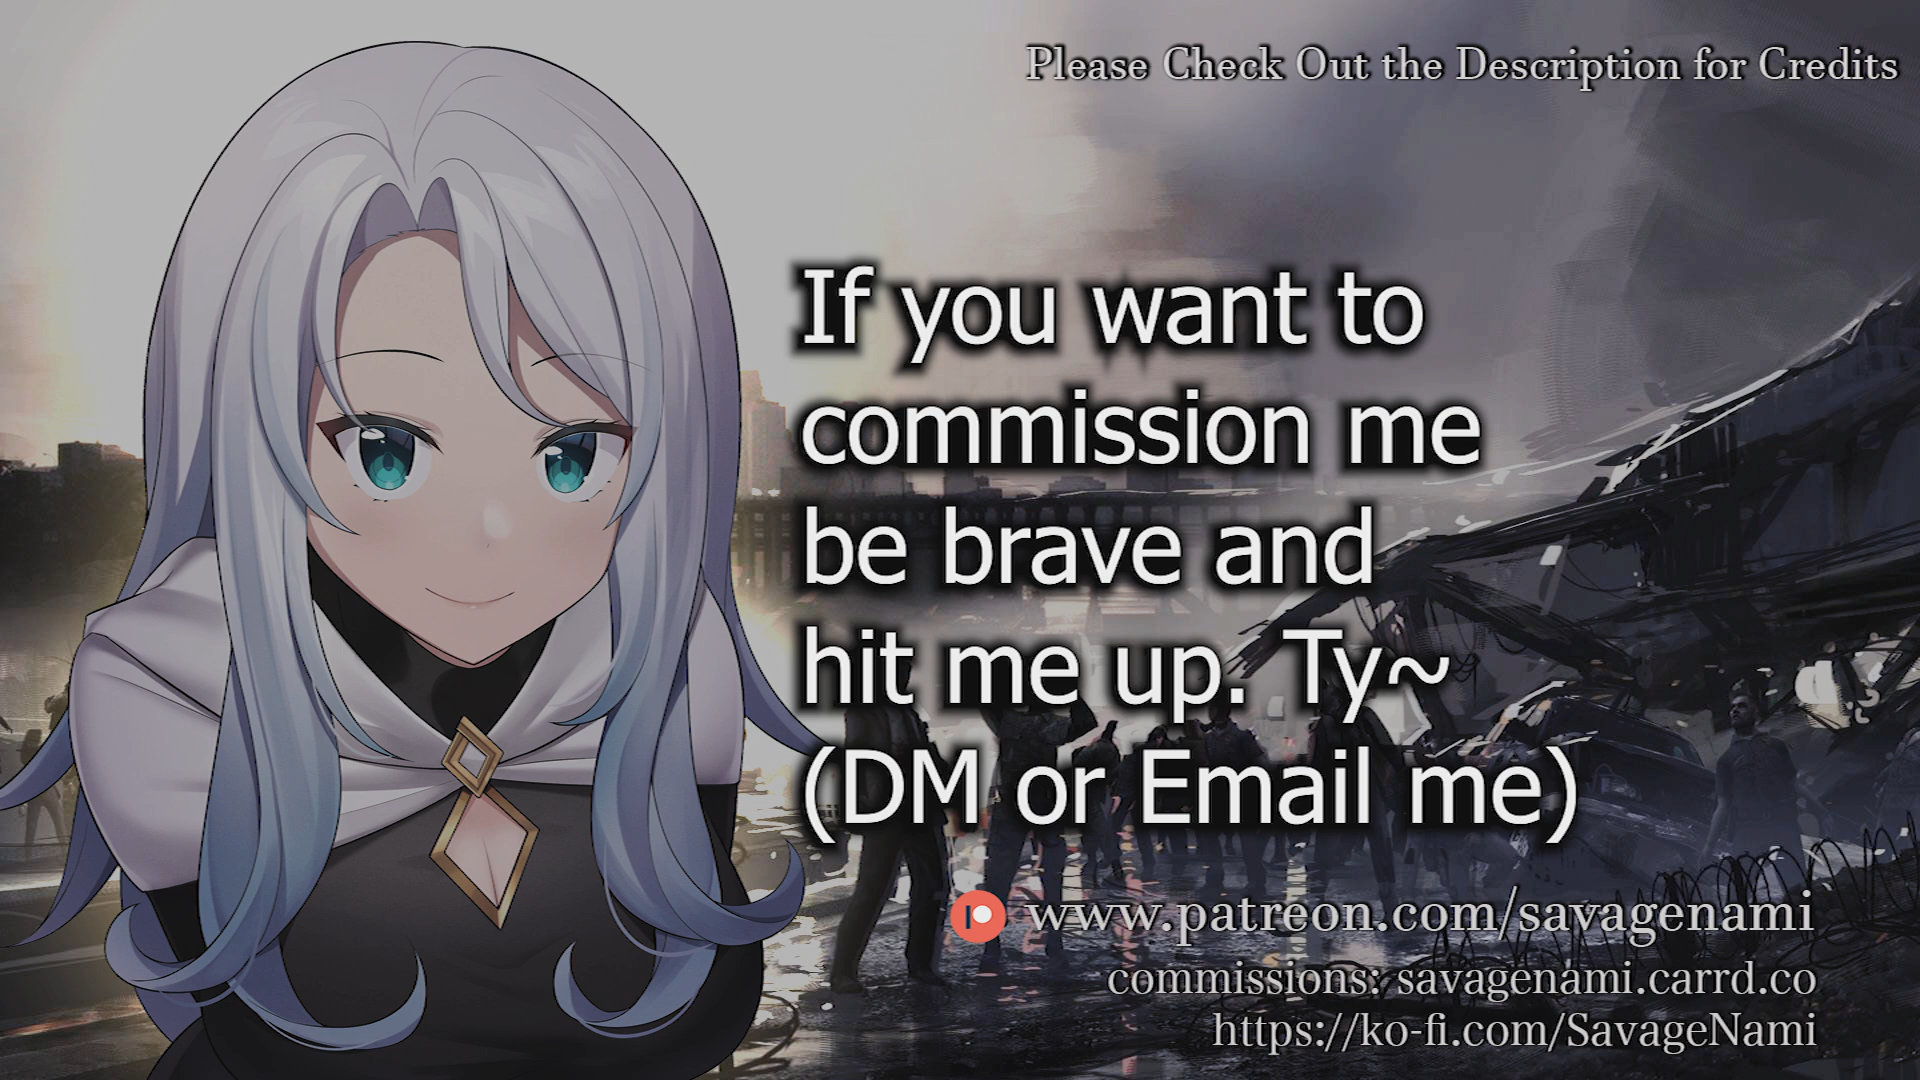 Please Check Out the Description for Credits
If you want to
commission me
be brave and
hit me up. Ty~
(DM or Email me)
www.patreon.com/savagenami
commissions: savagenami.carrd.co
https://ko-fi.com/SavageNami